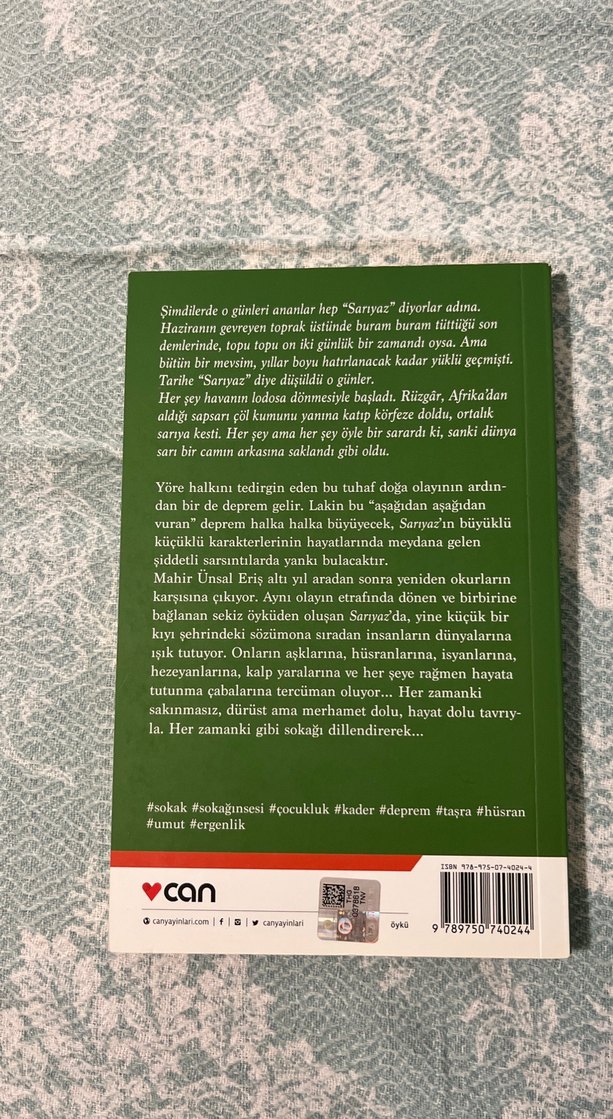 Şimdilerde o günleri ananlar hep “Sarıyaz” diyorlar adına.
Haziranın gevreyen toprak üstünde buram buram tüttüğü son
demlerinde, topu topu on iki günlük bir zamandı oysa. Ama
bütün bir mevsim, yıllar boyu hatırlanacak kadar yüklü geçmişti.
Tarihe “Sarıyaz” diye düşüldü o günler.
Her şey havanın lodosa dönmesiyle başladı. Rüzgâr, Afrika’dan
aldığı sapsarı çöl kumunu yanına katıp körfeze doldu, ortalık
sarıya kesti. Her şey ama her şey öyle bir sarardı ki, sanki dünya
sarı bir camın arkasına saklandı gibi oldu.
Yöre halkını tedirgin eden bu tuhaf doğa olayının ardın-
dan bir de deprem gelir. Lakin bu “aşağıdan aşağıdan
vuran” deprem halka halka büyüyecek, Sarıyaz’ın büyüklü
küçüklü karakterlerinin hayatlarında meydana gelen
şiddetli sarsıntılarda yankı bulacaktır.
Mahir Ünsal Eriş altı yıl aradan sonra yeniden okurların
karşısına çıkıyor. Aynı olayın etrafında dönen ve birbirine
bağlanan sekiz öyküden oluşan Sarıyaz’da, yine küçük bir
kıyı şehrindeki sözümona sıradan insanların dünyalarına
ışık tutuyor. Onların aşklarına, hüsranlarına, isyanlarına,
hezeyanlarına, kalp yaralarına ve her şeye rağmen hayata
tutunma çabalarına tercüman oluyor... Her zamanki
sakınmasız, dürüst ama merhamet dolu, hayat dolu tavrıy-
la. Her zamanki gibi sokağı dillendirerek...
#sokak #sokağınsesi #çocukluk #kader #deprem #taşra #hüsran
#umut #ergenlik
can
canyayinlari.com | f | | canyayinlari
THG
0378618
TNV
öykü
ISBN 978-975-07-4024-4
9 789750 740244